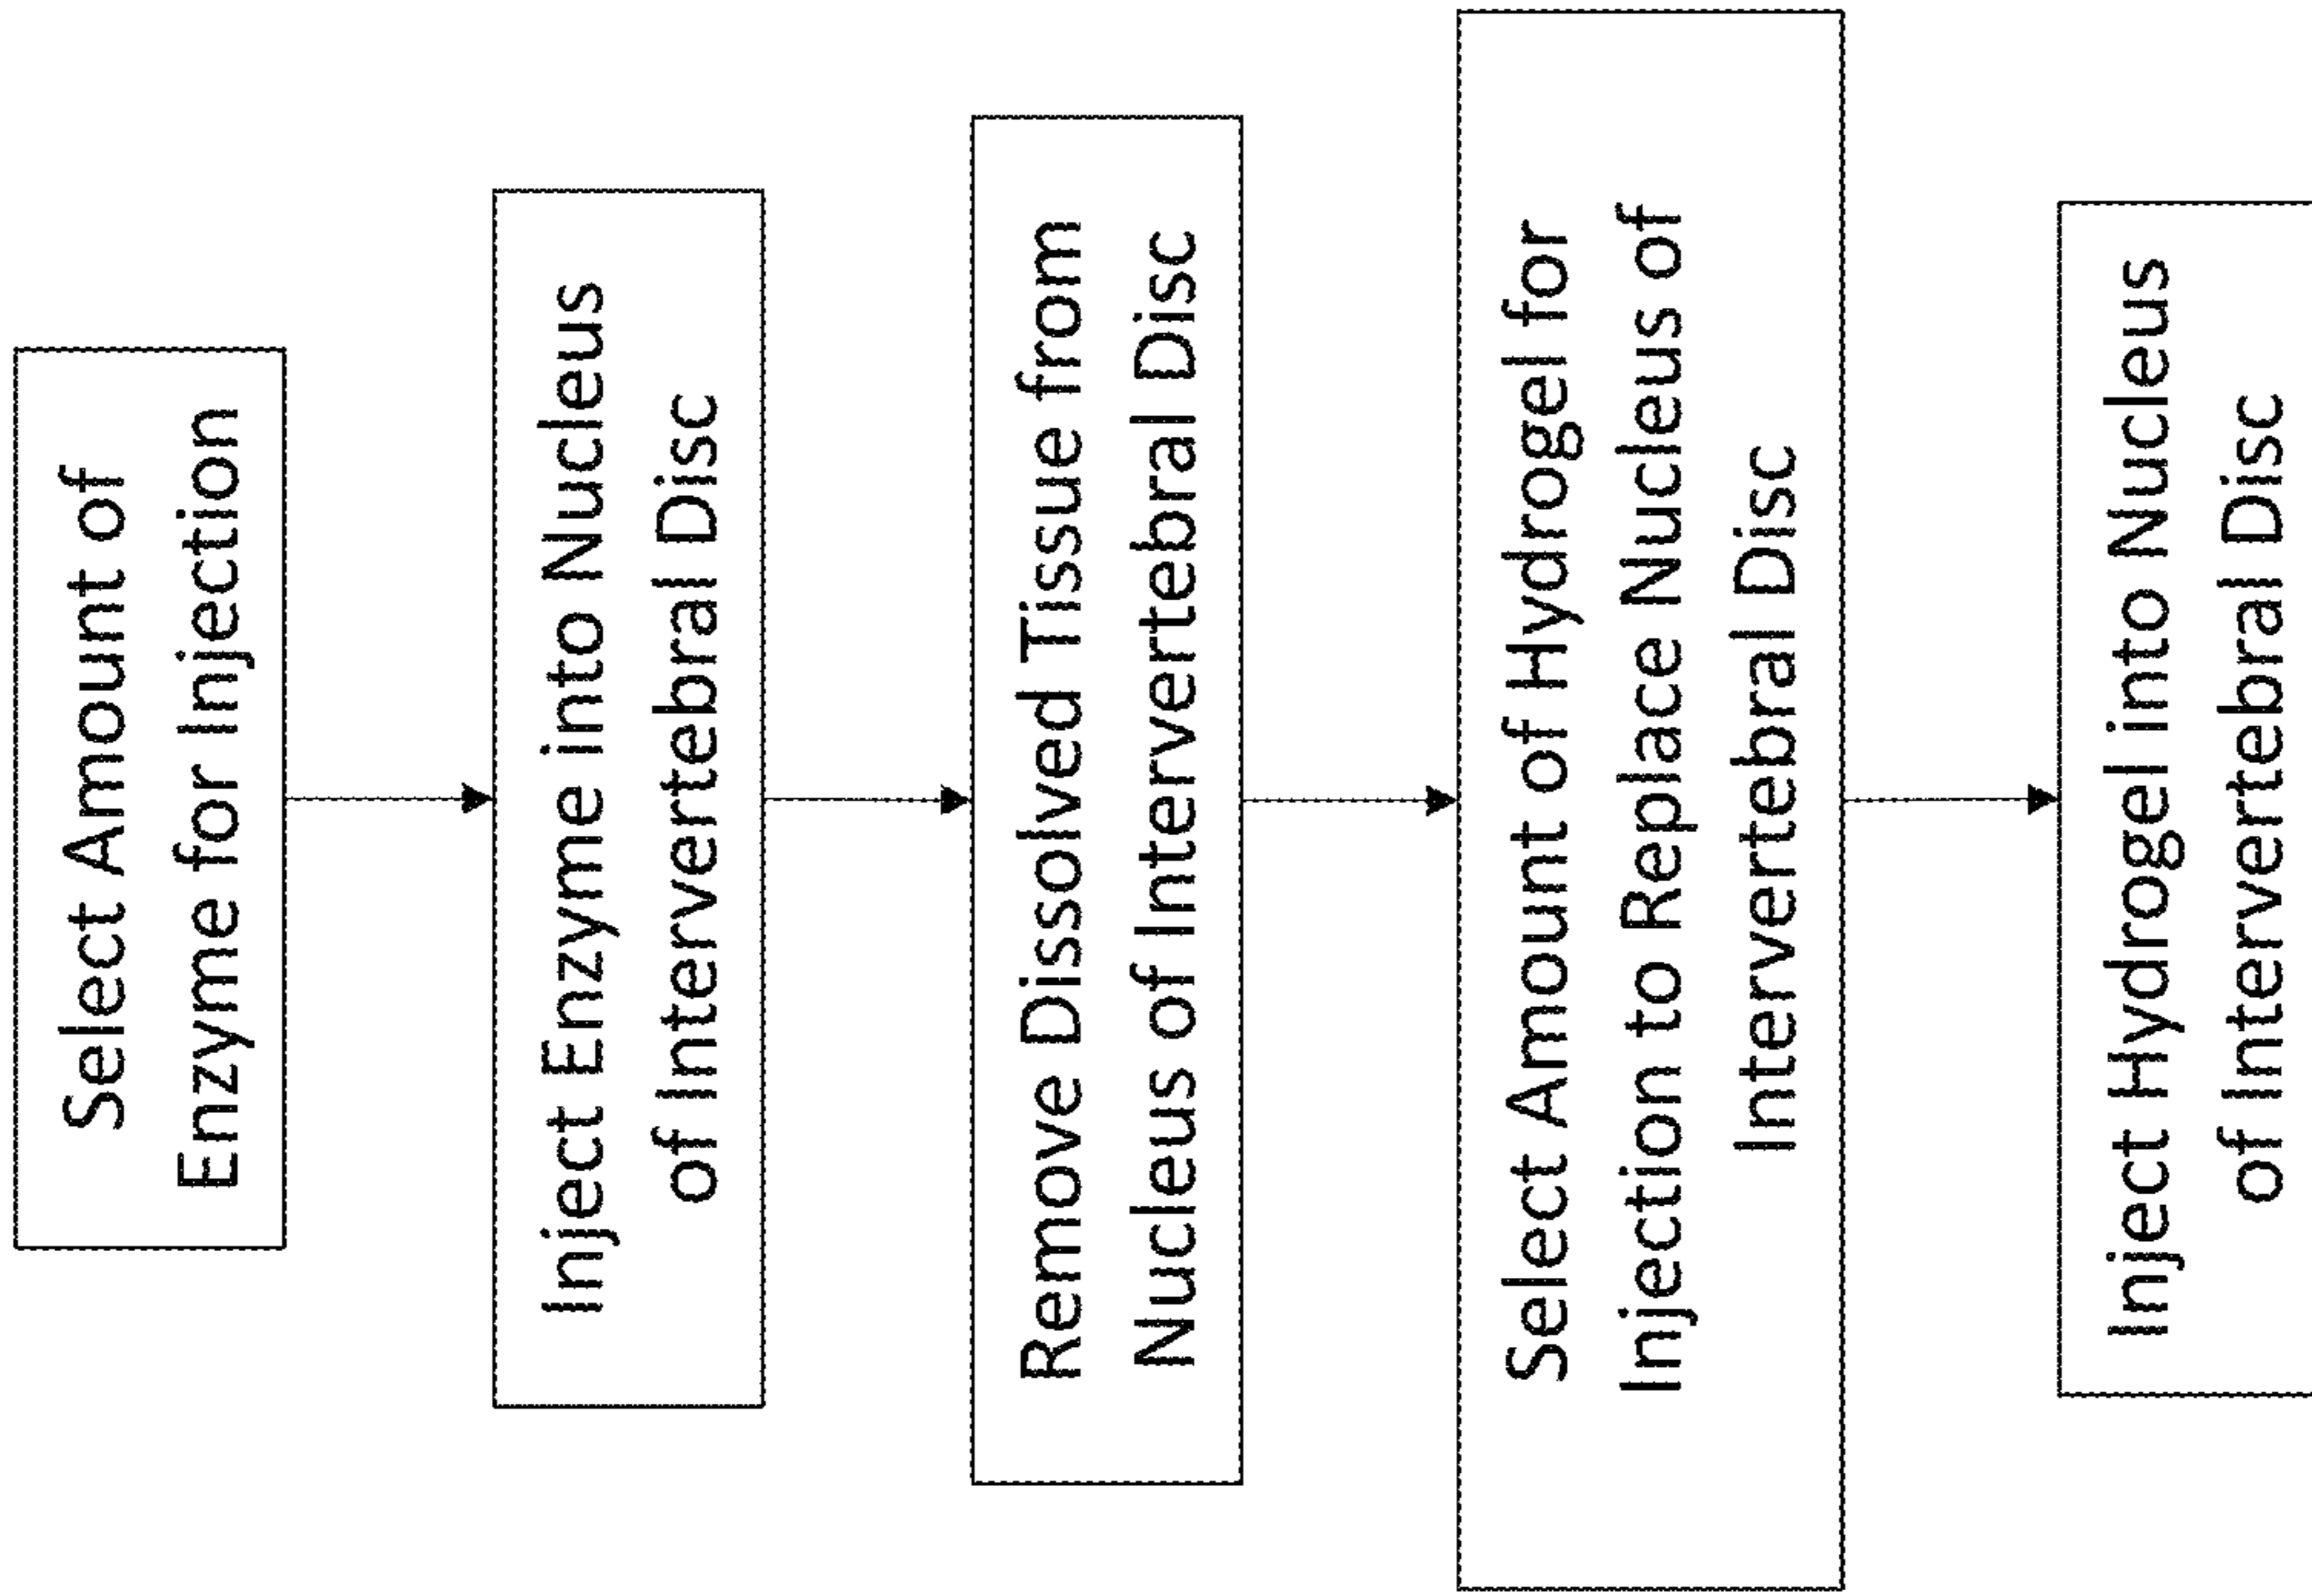 Select Amount of
Enzyme for Injection
Inject Enzyme into Nucleus
of Intervertebral Disc
Remove Dissolved Tissue from
Nucleus of Intervertebral Disc
Select Amount of Hydrogel for
Injection to Replace Nucleus of
Intervertebral Disc
Inject Hydrogel into Nucleus
of Intervertebral Disc